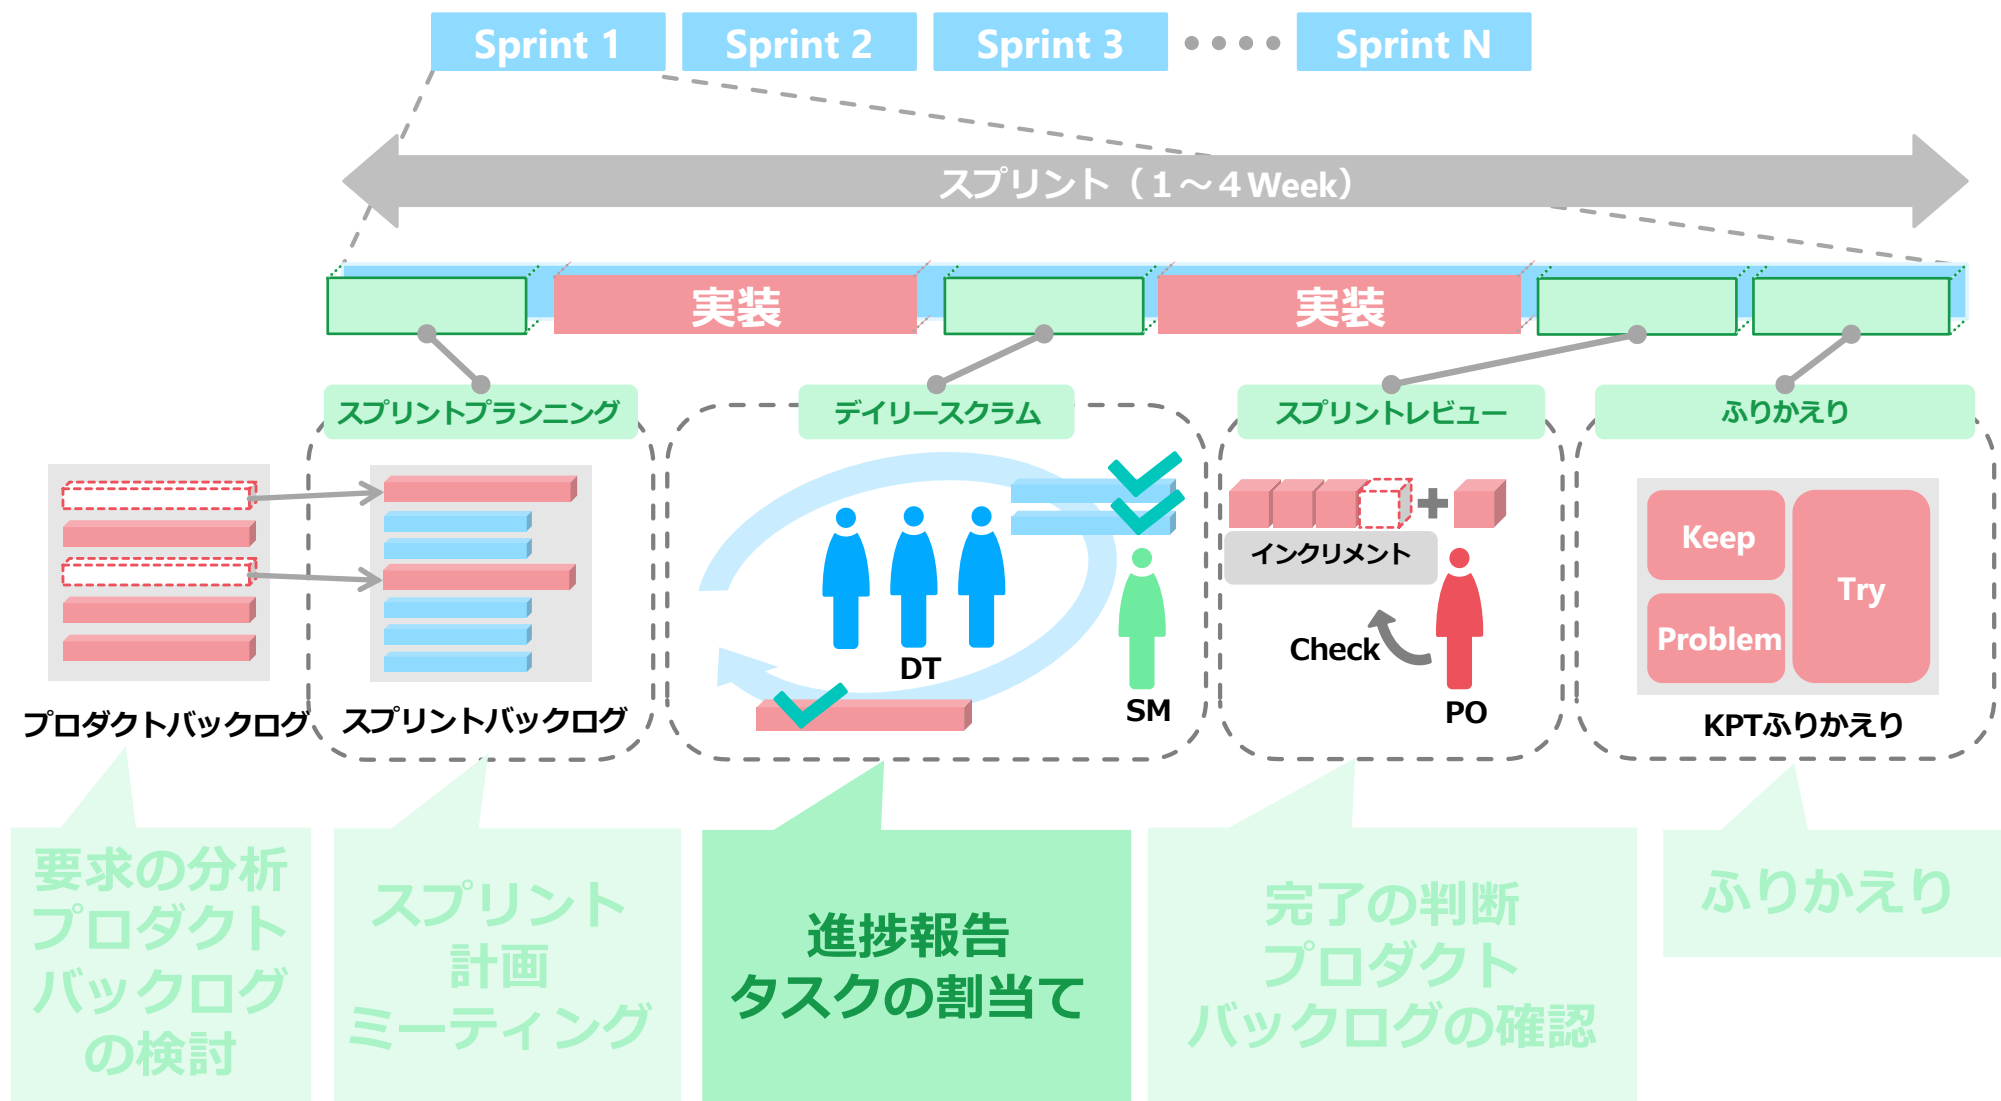 Sprint 1
Sprint 2
Sprint 3
Sprint N
スプリント（１～４Week）
実装
実装
スプリントプランニング
デイリースクラム
スプリントレビュー
ふりかえり
インクリメント
Keep
Problem
Try
Check
DT
SM
PO
プロダクトバックログ
スプリントバックログ
KPTふりかえり
要求の分析
プロダクト
バックログ
の検討
スプリント
計画
ミーティング
進捗報告
タスクの割当て
完了の判断
プロダクト
バックログの確認
ふりかえり